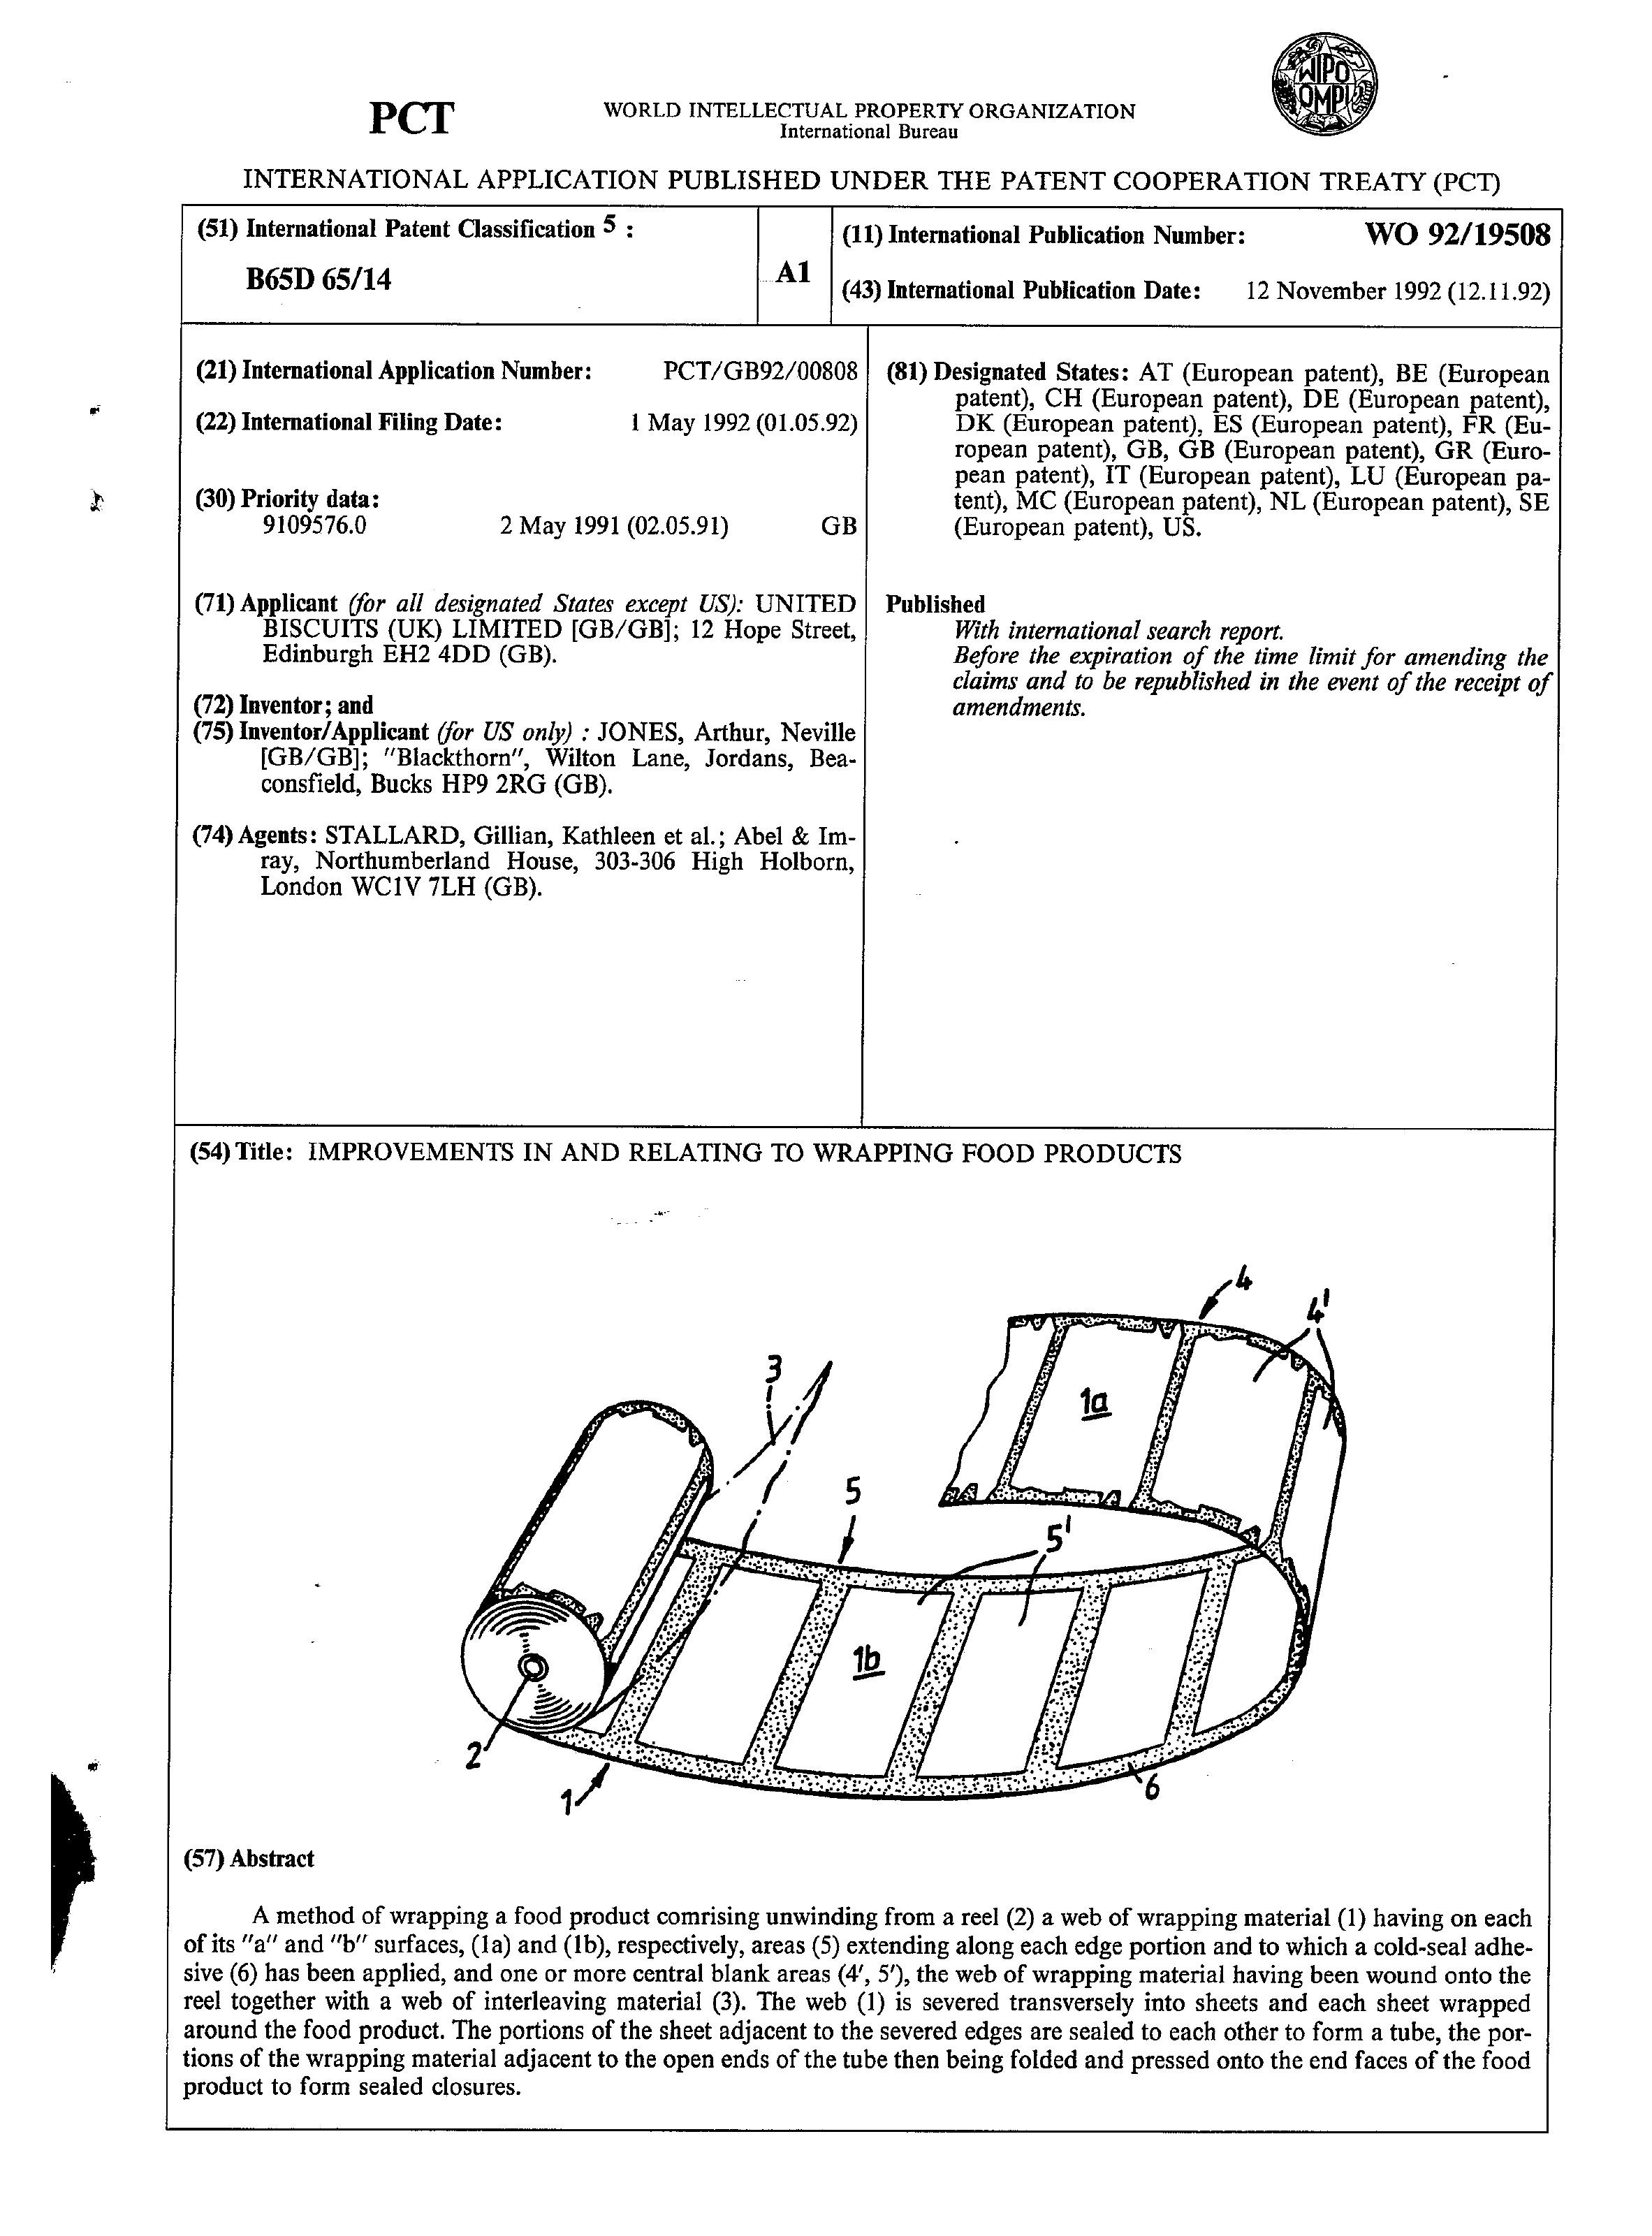 WIPO
OMPI
PCT
WORLD INTELLECTUAL PROPERTY ORGANIZATION
International Bureau
INTERNATIONAL APPLICATION PUBLISHED UNDER THE PATENT COOPERATION TREATY (PCT)
(51) International Patent Classification 5 :
B65D 65/14
A1
(11) International Publication Number: WO 92/19508
(43) International Publication Date: 12 November 1992 (12.11.92)
(21) International Application Number: PCT/GB92/00808
(22) International Filing Date: 1 May 1992 (01.05.92)
(30) Priority data:
9109576.0 2 May 1991 (02.05.91) GB
(71) Applicant (for all designated States except US): UNITED
BISCUITS (UK) LIMITED [GB/GB]; 12 Hope Street,
Edinburgh EH2 4DD (GB).
(72) Inventor; and
(75) Inventor/Applicant (for US only) : JONES, Arthur, Neville
[GB/GB]; "Blackthorn", Wilton Lane, Jordans, Bea-
consfield, Bucks HP9 2RG (GB).
(74) Agents: STALLARD, Gillian, Kathleen et al.; Abel & Im-
ray, Northumberland House, 303-306 High Holborn,
London WC1V 7LH (GB).
(81) Designated States: AT (European patent), BE (European
patent), CH (European patent), DE (European patent),
DK (European patent), ES (European patent), FR (Eu-
ropean patent), GB, GB (European patent), GR (Euro-
pean patent), IT (European patent), LU (European pa-
tent), MC (European patent), NL (European patent), SE
(European patent), US.
Published
With international search report.
Before the expiration of the time limit for amending the
claims and to be republished in the event of the receipt of
amendments.
(54) Title: IMPROVEMENTS IN AND RELATING TO WRAPPING FOOD PRODUCTS
4
4'
3
1a
5
5'
1b
2
1
6
(57) Abstract
A method of wrapping a food product comrising unwinding from a reel (2) a web of wrapping material (1) having on each
of its "a" and "b" surfaces, (1a) and (1b), respectively, areas (5) extending along each edge portion and to which a cold-seal adhe-
sive (6) has been applied, and one or more central blank areas (4', 5'), the web of wrapping material having been wound onto the
reel together with a web of interleaving material (3). The web (1) is severed transversely into sheets and each sheet wrapped
around the food product. The portions of the sheet adjacent to the severed edges are sealed to each other to form a tube, the por-
tions of the wrapping material adjacent to the open ends of the tube then being folded and pressed onto the end faces of the food
product to form sealed closures.